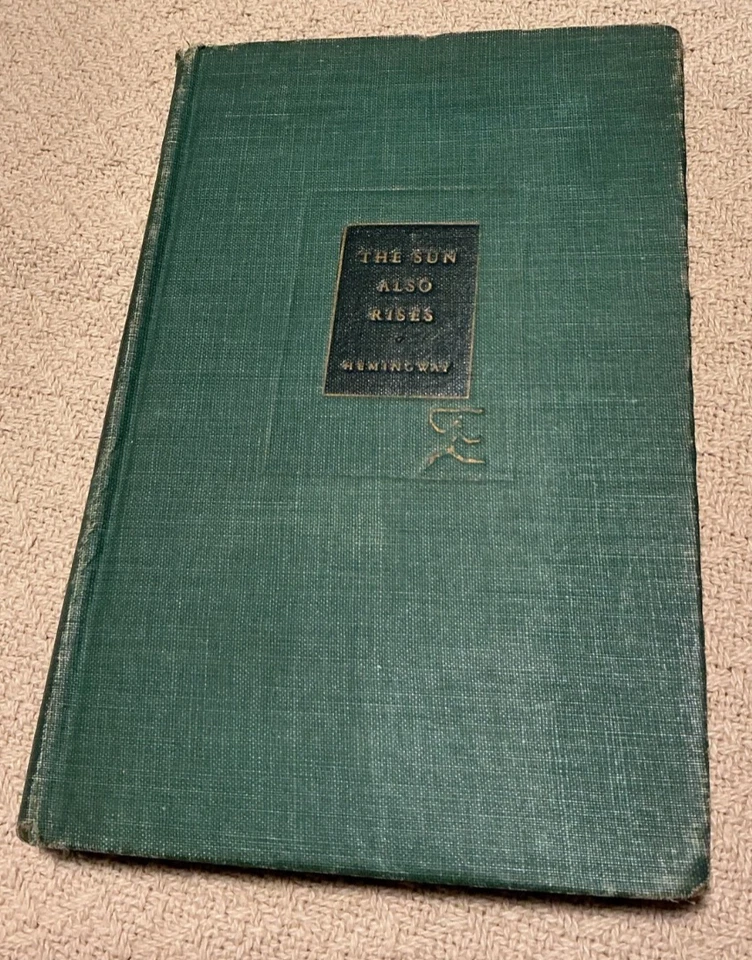 THE SUN
ALSO
RISES
HEMINGWAY